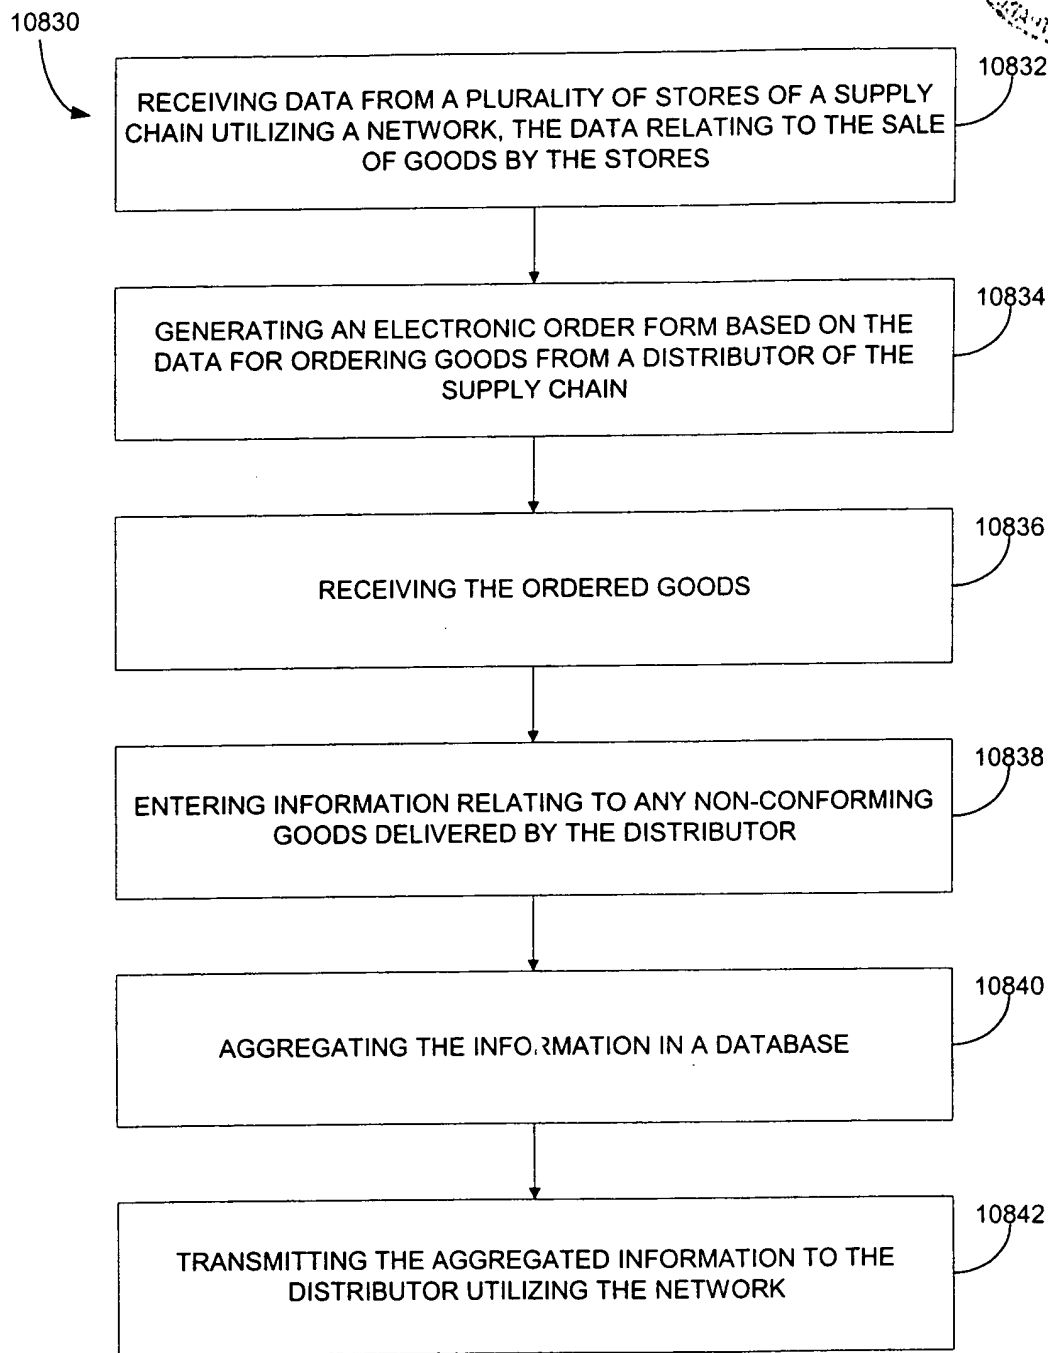 10830
10832
RECEIVING DATA FROM A PLURALITY OF STORES OF A SUPPLY
CHAIN UTILIZING A NETWORK, THE DATA RELATING TO THE SALE
OF GOODS BY THE STORES
10834
GENERATING AN ELECTRONIC ORDER FORM BASED ON THE
DATA FOR ORDERING GOODS FROM A DISTRIBUTOR OF THE
SUPPLY CHAIN
10836
RECEIVING THE ORDERED GOODS
10838
ENTERING INFORMATION RELATING TO ANY NON-CONFORMING
GOODS DELIVERED BY THE DISTRIBUTOR
10840
AGGREGATING THE INFORMATION IN A DATABASE
10842
TRANSMITTING THE AGGREGATED INFORMATION TO THE
DISTRIBUTOR UTILIZING THE NETWORK